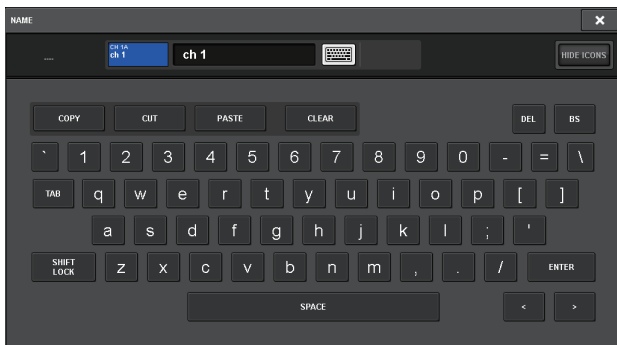 NAME ×
.... CH 1A ch 1 HIDE ICONS
ch 1
COPY CUT PASTE CLEAR DEL BS
` 1 2 3 4 5 6 7 8 9 0 - = \
TAB q w e r t y u i o p [ ]
a s d f g h j k l ; '
SHIFT
LOCK z x c v b n m , . / ENTER
SPACE < >